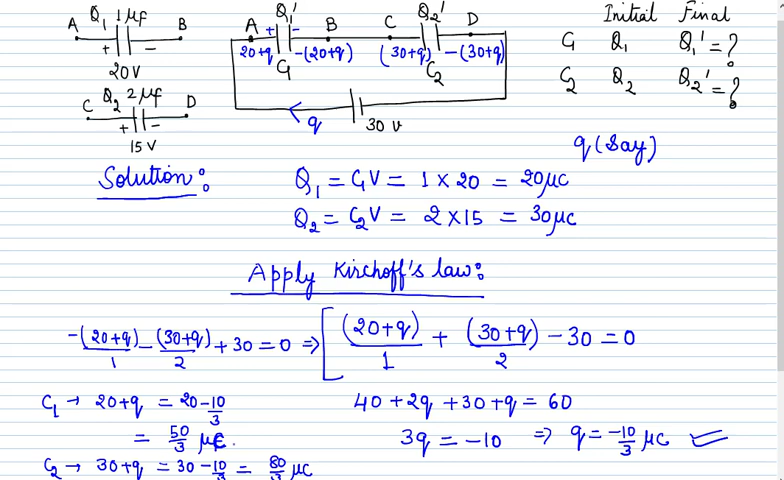 A Q₁ 1μf B
+ -
20V
C Q₂ 2 μf D
+ -
15 V
A + Q₁' - B C Q₂' D
20+q -(20+q) (30+q) -(30+q)
C₁ C₂
q 30 V
Initial Final
C₁ Q₁ Q₁' = ?
C₂ Q₂ Q₂' = ?
q (Say)
Solution:
Q₁ = C₁V = 1 × 20 = 20μc
Q₂ = C₂V = 2 × 15 = 30μc
Apply Kirchoff's law:
-(20+q)/1 - (30+q)/2 + 30 = 0 ⇒ [ (20+q)/1 + (30+q)/2 - 30 = 0
C₁ → 20+q = 20 - 10/3 40 + 2q + 30 + q = 60
= 50/3 μc. 3q = -10 ⇒ q = -10/3 μc
C₂ → 30+q = 30 - 10/3 = 80/3 μc